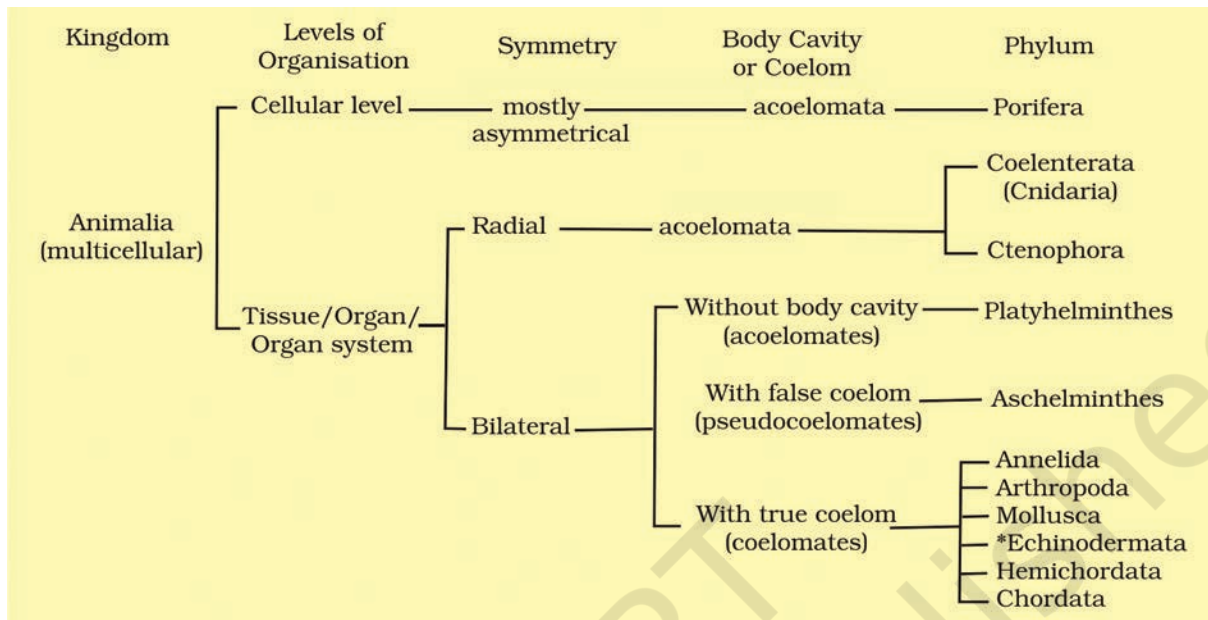 Kingdom
Levels of
Organisation
Symmetry
Body Cavity
or Coelom
Phylum
Cellular level
mostly
asymmetrical
acoelomata
Porifera
Animalia
(multicellular)
Radial
acoelomata
Coelenterata
(Cnidaria)
Ctenophora
Tissue/Organ/
Organ system
Without body cavity
(acoelomates)
Platyhelminthes
Bilateral
With false coelom
(pseudocoelomates)
Aschelminthes
With true coelom
(coelomates)
Annelida
Arthropoda
Mollusca
*Echinodermata
Hemichordata
Chordata